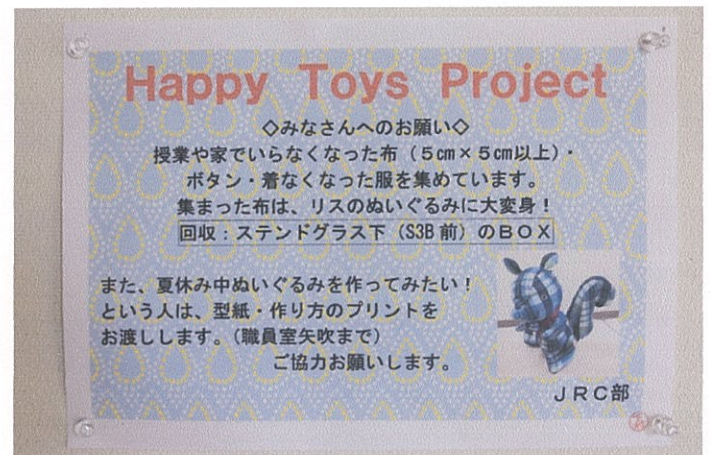 Happy Toys Project
◇みなさんへのお願い◇
授業や家でいらなくなった布（5cm×5cm以上）・
ボタン・着なくなった服を集めています。
集まった布は、リスのぬいぐるみに大変身！
回収：ステンドグラス下（S3B前）のＢＯＸ
また、夏休み中ぬいぐるみを作ってみたい！
という人は、型紙・作り方のプリントを
お渡しします。（職員室矢吹まで）
ご協力お願いします。
ＪＲＣ部